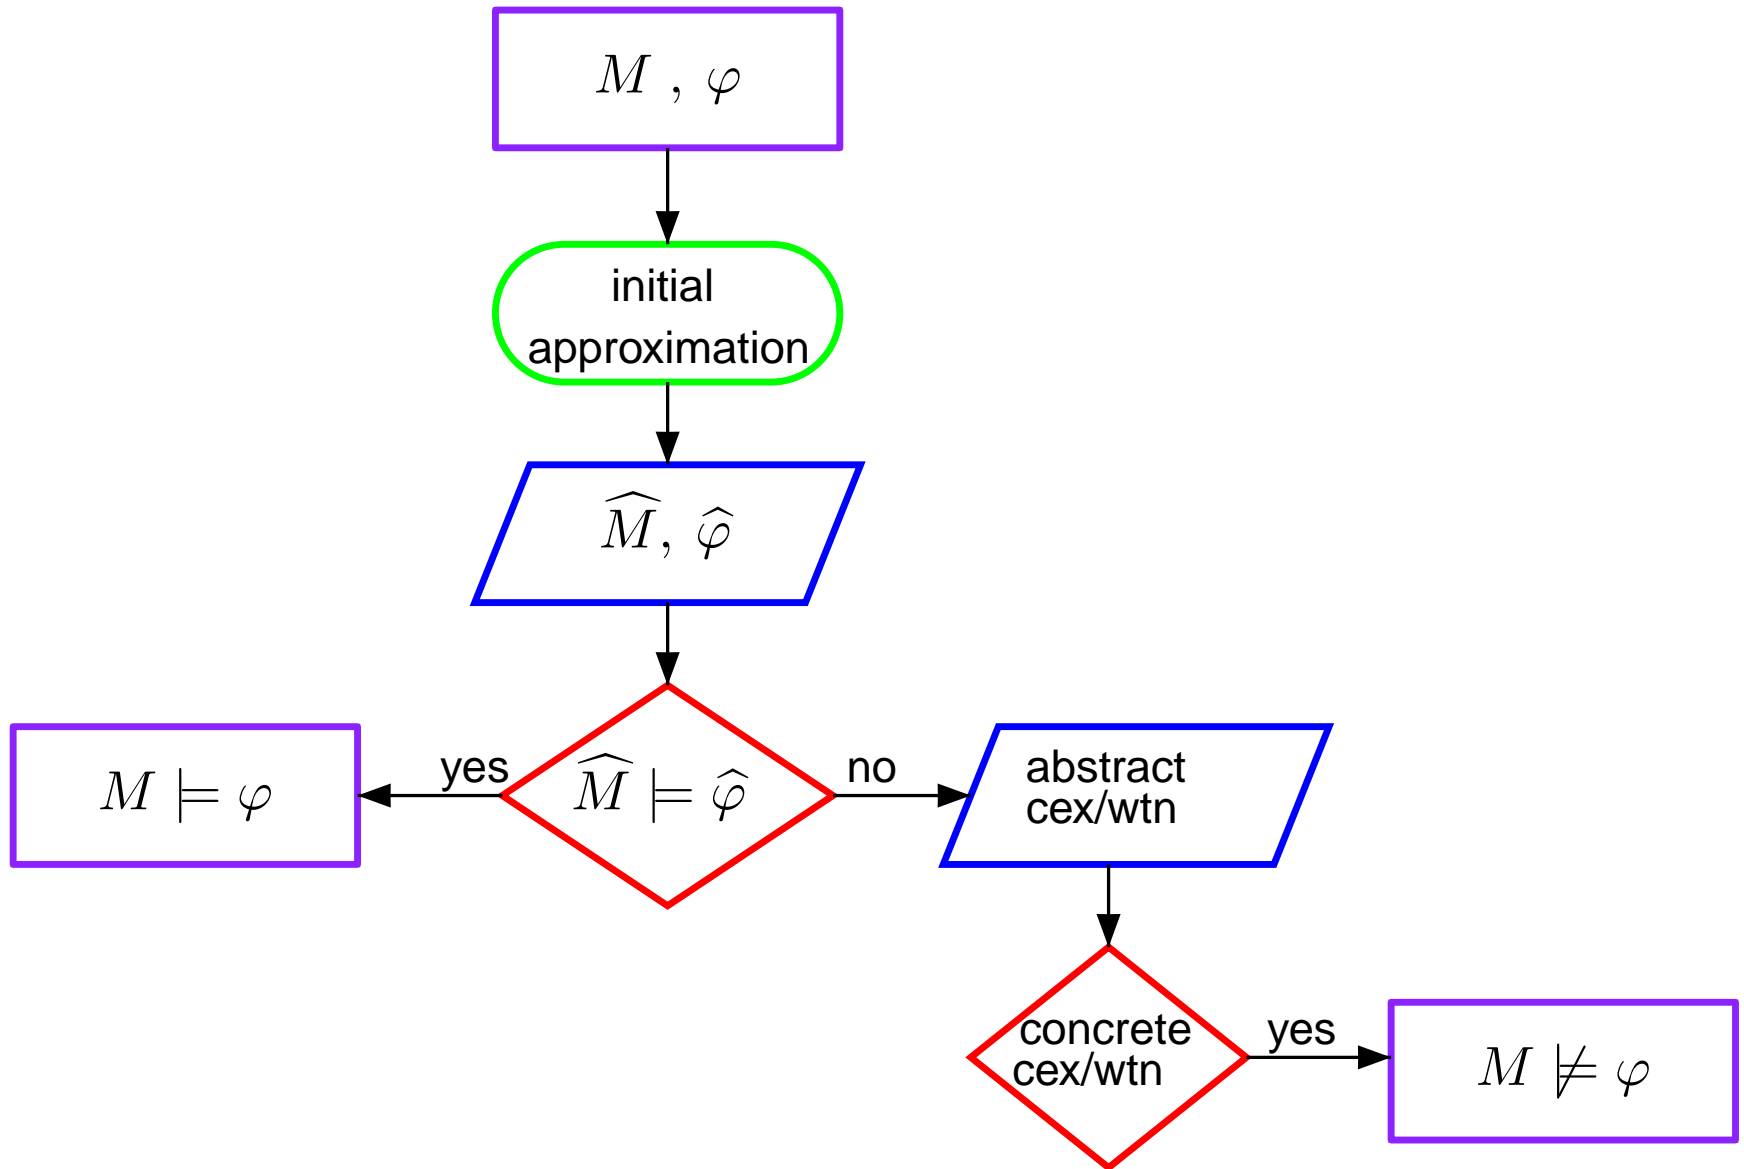 M , φ
initial
approximation
M̂, φ̂
yes
no
M ⊨ φ
M̂ ⊨ φ̂
abstract
cex/wtn
concrete
cex/wtn
yes
M ⊭ φ